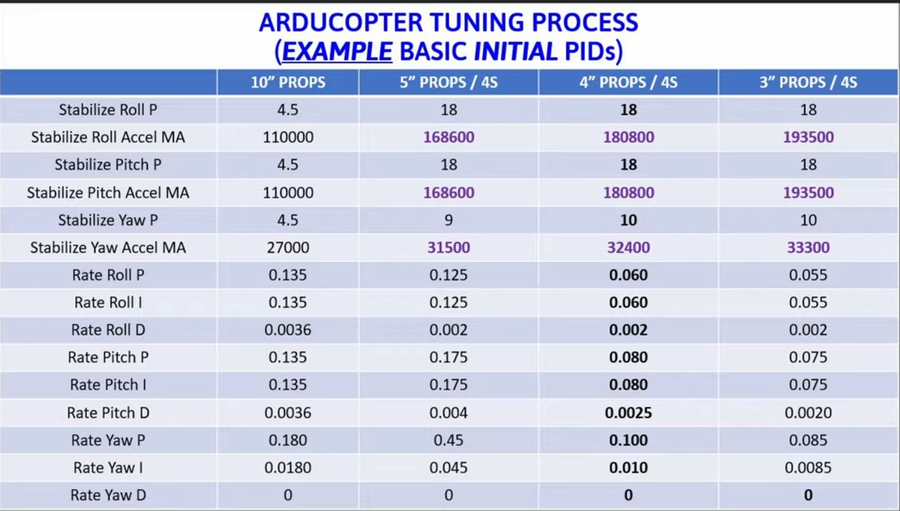 ARDUCOPTER TUNING PROCESS
(EXAMPLE BASIC INITIAL PIDs)
10” PROPS 5” PROPS / 4S 4” PROPS / 4S 3” PROPS / 4S
Stabilize Roll P 4.5 18 18 18
Stabilize Roll Accel MA 110000 168600 180800 193500
Stabilize Pitch P 4.5 18 18 18
Stabilize Pitch Accel MA 110000 168600 180800 193500
Stabilize Yaw P 4.5 9 10 10
Stabilize Yaw Accel MA 27000 31500 32400 33300
Rate Roll P 0.135 0.125 0.060 0.055
Rate Roll I 0.135 0.125 0.060 0.055
Rate Roll D 0.0036 0.002 0.002 0.002
Rate Pitch P 0.135 0.175 0.080 0.075
Rate Pitch I 0.135 0.175 0.080 0.075
Rate Pitch D 0.0036 0.004 0.0025 0.0020
Rate Yaw P 0.180 0.45 0.100 0.085
Rate Yaw I 0.0180 0.045 0.010 0.0085
Rate Yaw D 0 0 0 0